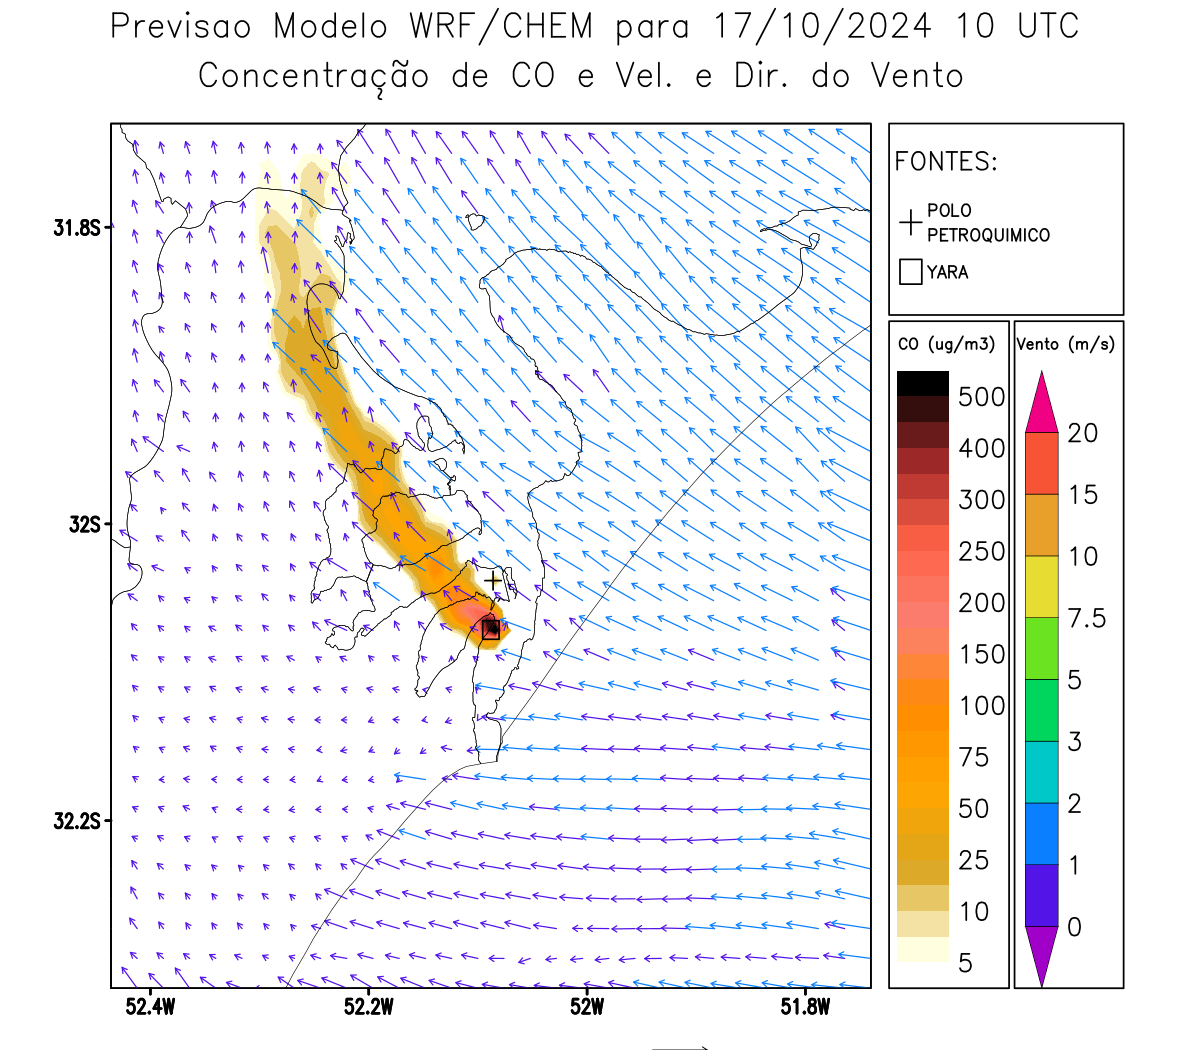 Previsao Modelo WRF/CHEM para 17/10/2024 10 UTC
Concentração de CO e Vel. e Dir. do Vento
FONTES:
POLO
PETROQUIMICO
YARA
CO (ug/m3)
500
400
300
250
200
150
100
75
50
25
10
5
Vento (m/s)
20
15
10
7.5
5
3
2
1
0
31.8S
32S
32.2S
52.4W
52.2W
52W
51.8W